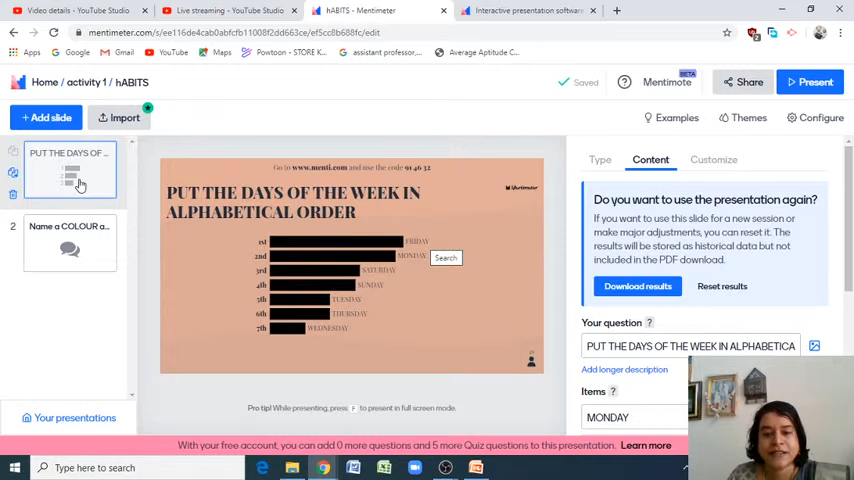 Video details - YouTube Studio
Live streaming - YouTube Studio
hABITS - Mentimeter
Interactive presentation software
mentimeter.com/s/ee116de4cab0abfcfb11008f2dd663ce/ef5cc8b688fc/edit
Apps
Google
Gmail
YouTube
Maps
Powtoon - STORE K...
assistant professor,...
Average Aptitude C...
Home / activity 1 / hABITS
Saved
Mentimote
BETA
Share
Present
+ Add slide
Import
Examples
Themes
Configure
PUT THE DAYS OF ...
2
Name a COLOUR a...
Go to www.menti.com and use the code 91 46 32
PUT THE DAYS OF THE WEEK IN
ALPHABETICAL ORDER
Mentimeter
1st FRIDAY
2nd MONDAY
3rd SATURDAY
4th SUNDAY
5th TUESDAY
6th THURSDAY
7th WEDNESDAY
Search
Pro tip! While presenting, press F to present in full screen mode.
Type
Content
Customize
Do you want to use the presentation again?
If you want to use this slide for a new session or
make major adjustments, you can reset it. The
results will be stored as historical data but not
included in the PDF download.
Download results
Reset results
Your question ?
PUT THE DAYS OF THE WEEK IN ALPHABETICA
Add longer description
Items ?
MONDAY
Your presentations
With your free account, you can add 0 more questions and 5 more Quiz questions to this presentation. Learn more
Type here to search